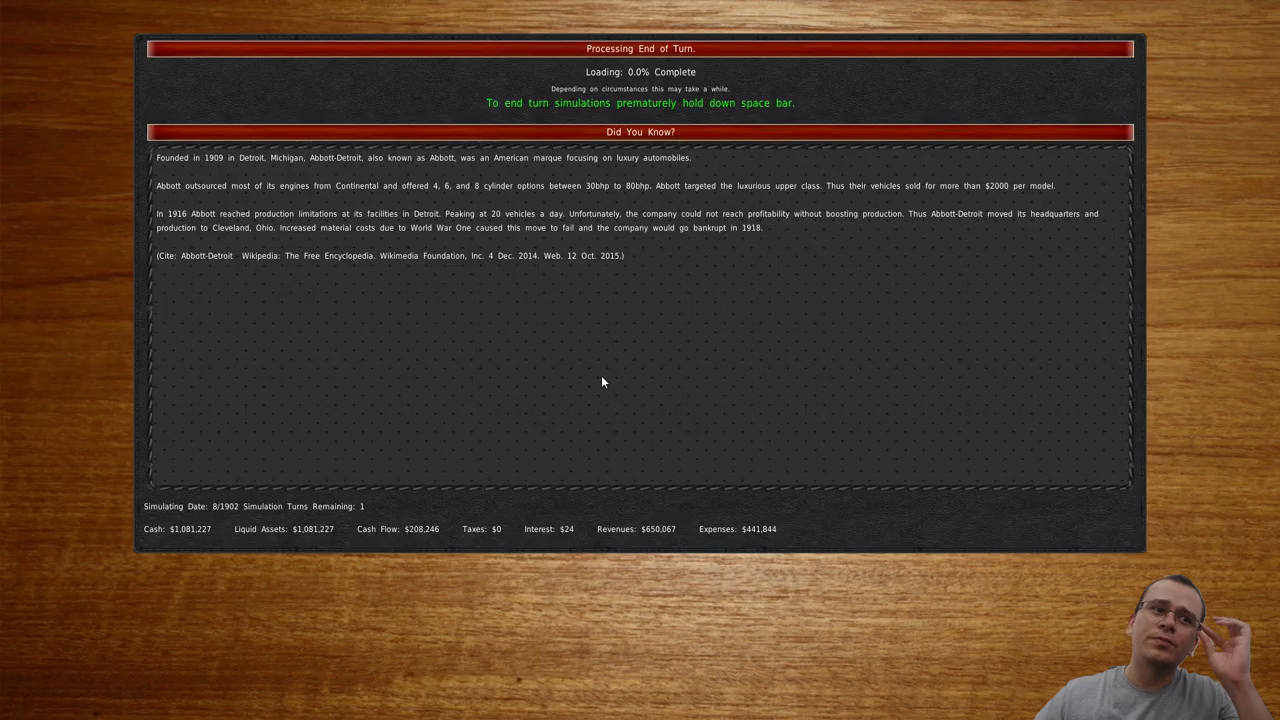 Processing End of Turn.
Loading: 0.0% Complete
Depending on circumstances this may take a while.
To end turn simulations prematurely hold down space bar.
Did You Know?
Founded in 1909 in Detroit, Michigan, Abbott-Detroit, also known as Abbott, was an American marque focusing on luxury automobiles.
Abbott outsourced most of its engines from Continental and offered 4, 6, and 8 cylinder options between 30bhp to 80bhp. Abbott targeted the luxurious upper class. Thus their vehicles sold for more than $2000 per model.
In 1916 Abbott reached production limitations at its facilities in Detroit. Peaking at 20 vehicles a day. Unfortunately, the company could not reach profitability without boosting production. Thus Abbott-Detroit moved its headquarters and
production to Cleveland, Ohio. Increased material costs due to World War One caused this move to fail and the company would go bankrupt in 1918.
(Cite: Abbott-Detroit Wikipedia: The Free Encyclopedia. Wikimedia Foundation, Inc. 4 Dec. 2014. Web. 12 Oct. 2015.)
Simulating Date: 8/1902 Simulation Turns Remaining: 1
Cash: $1,081,227 Liquid Assets: $1,081,227 Cash Flow: $208,246 Taxes: $0 Interest: $24 Revenues: $650,067 Expenses: $441,844